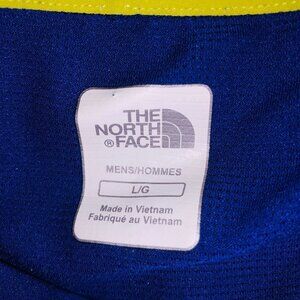 THE
NORTH
®FACE
MENS/HOMMES
L/G
Made in Vietnam
Fabriqué au Vietnam